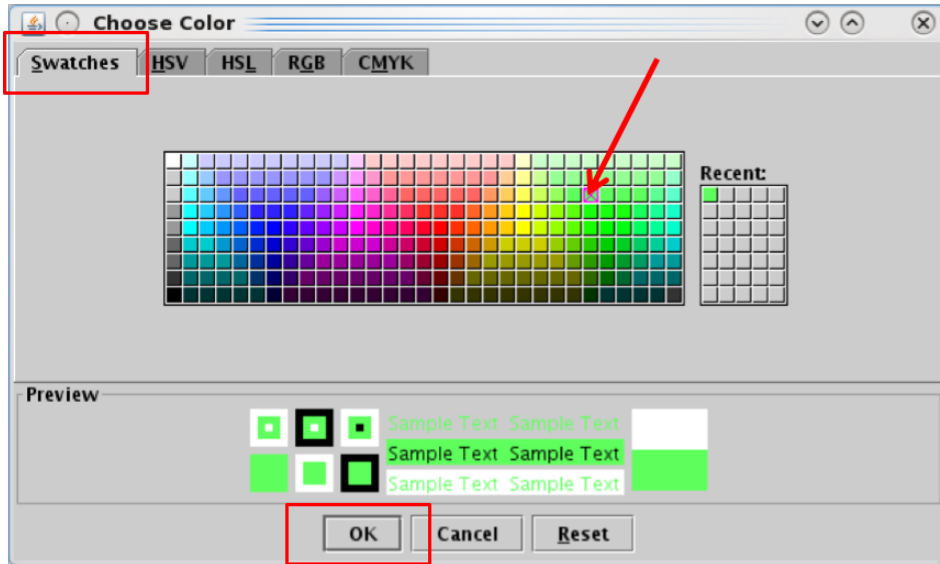 Choose Color
Swatches HSV HSL RGB CMYK
Recent:
Preview
Sample Text Sample Text
Sample Text Sample Text
Sample Text Sample Text
OK Cancel Reset